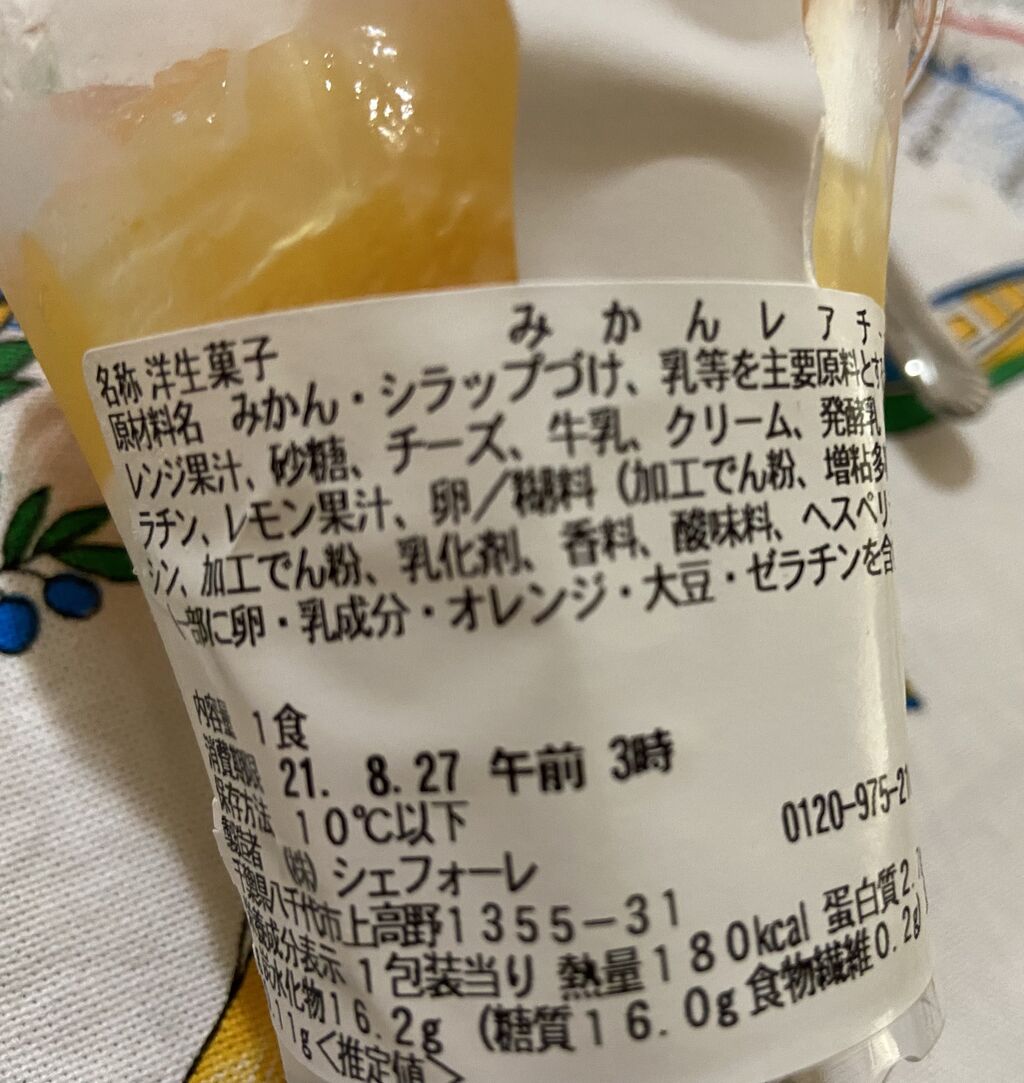 みかんレアチ
名称 洋生菓子
原材料名 みかん・シラップづけ、乳等を主要原料とす
レンジ果汁、砂糖、チーズ、牛乳、クリーム、発酵乳
ラチン、レモン果汁、卵／糊料（加工でん粉、増粘多
シン、加工でん粉、乳化剤、香料、酸味料、ヘスペリ
一部に卵・乳成分・オレンジ・大豆・ゼラチンを含
内容量 1食
消費期限 21. 8.27 午前 3時
保存方法 10℃以下
0120-975-21
製造者 ㈱シェフォーレ
千葉県八千代市上高野1355－31
養成分表示 1包装当り 熱量180kcal 蛋白質2.
水化物16.2g （糖質16.0g 食物繊維0.2g）
.11g＜推定値＞